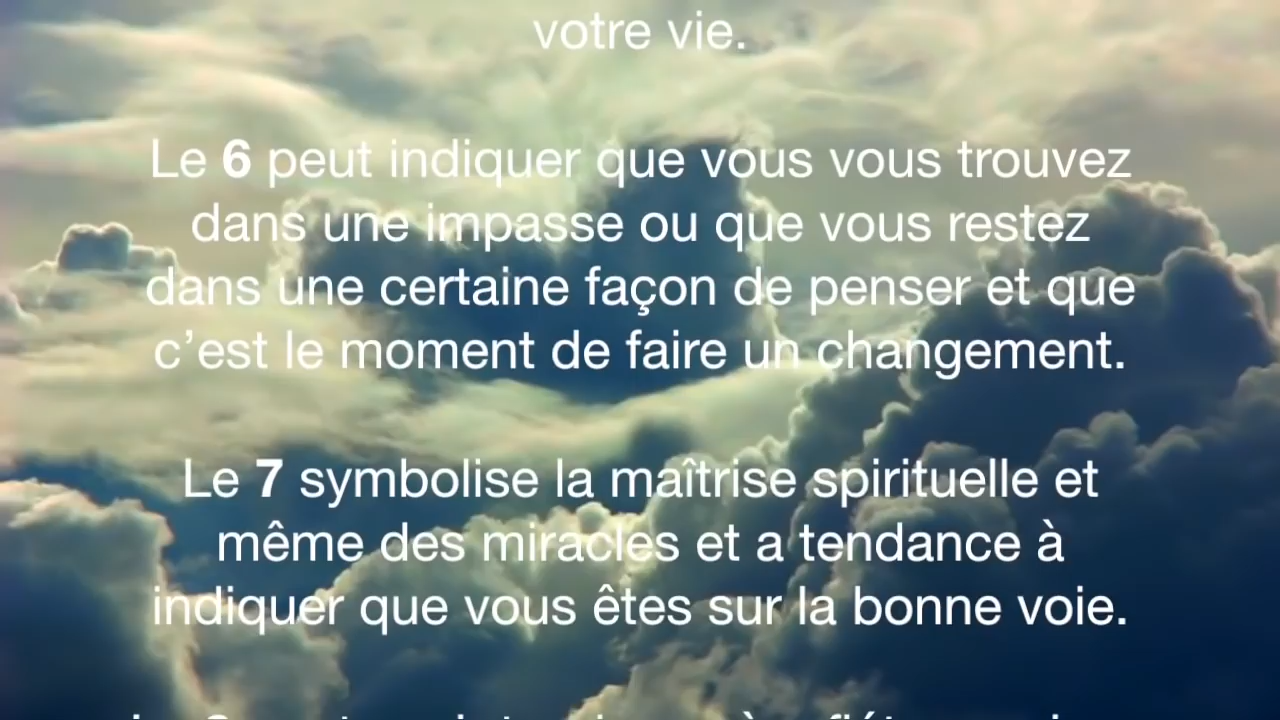 votre vie.
Le 6 peut indiquer que vous vous trouvez
dans une impasse ou que vous restez
dans une certaine façon de penser et que
c’est le moment de faire un changement.
Le 7 symbolise la maîtrise spirituelle et
même des miracles et a tendance à
indiquer que vous êtes sur la bonne voie.